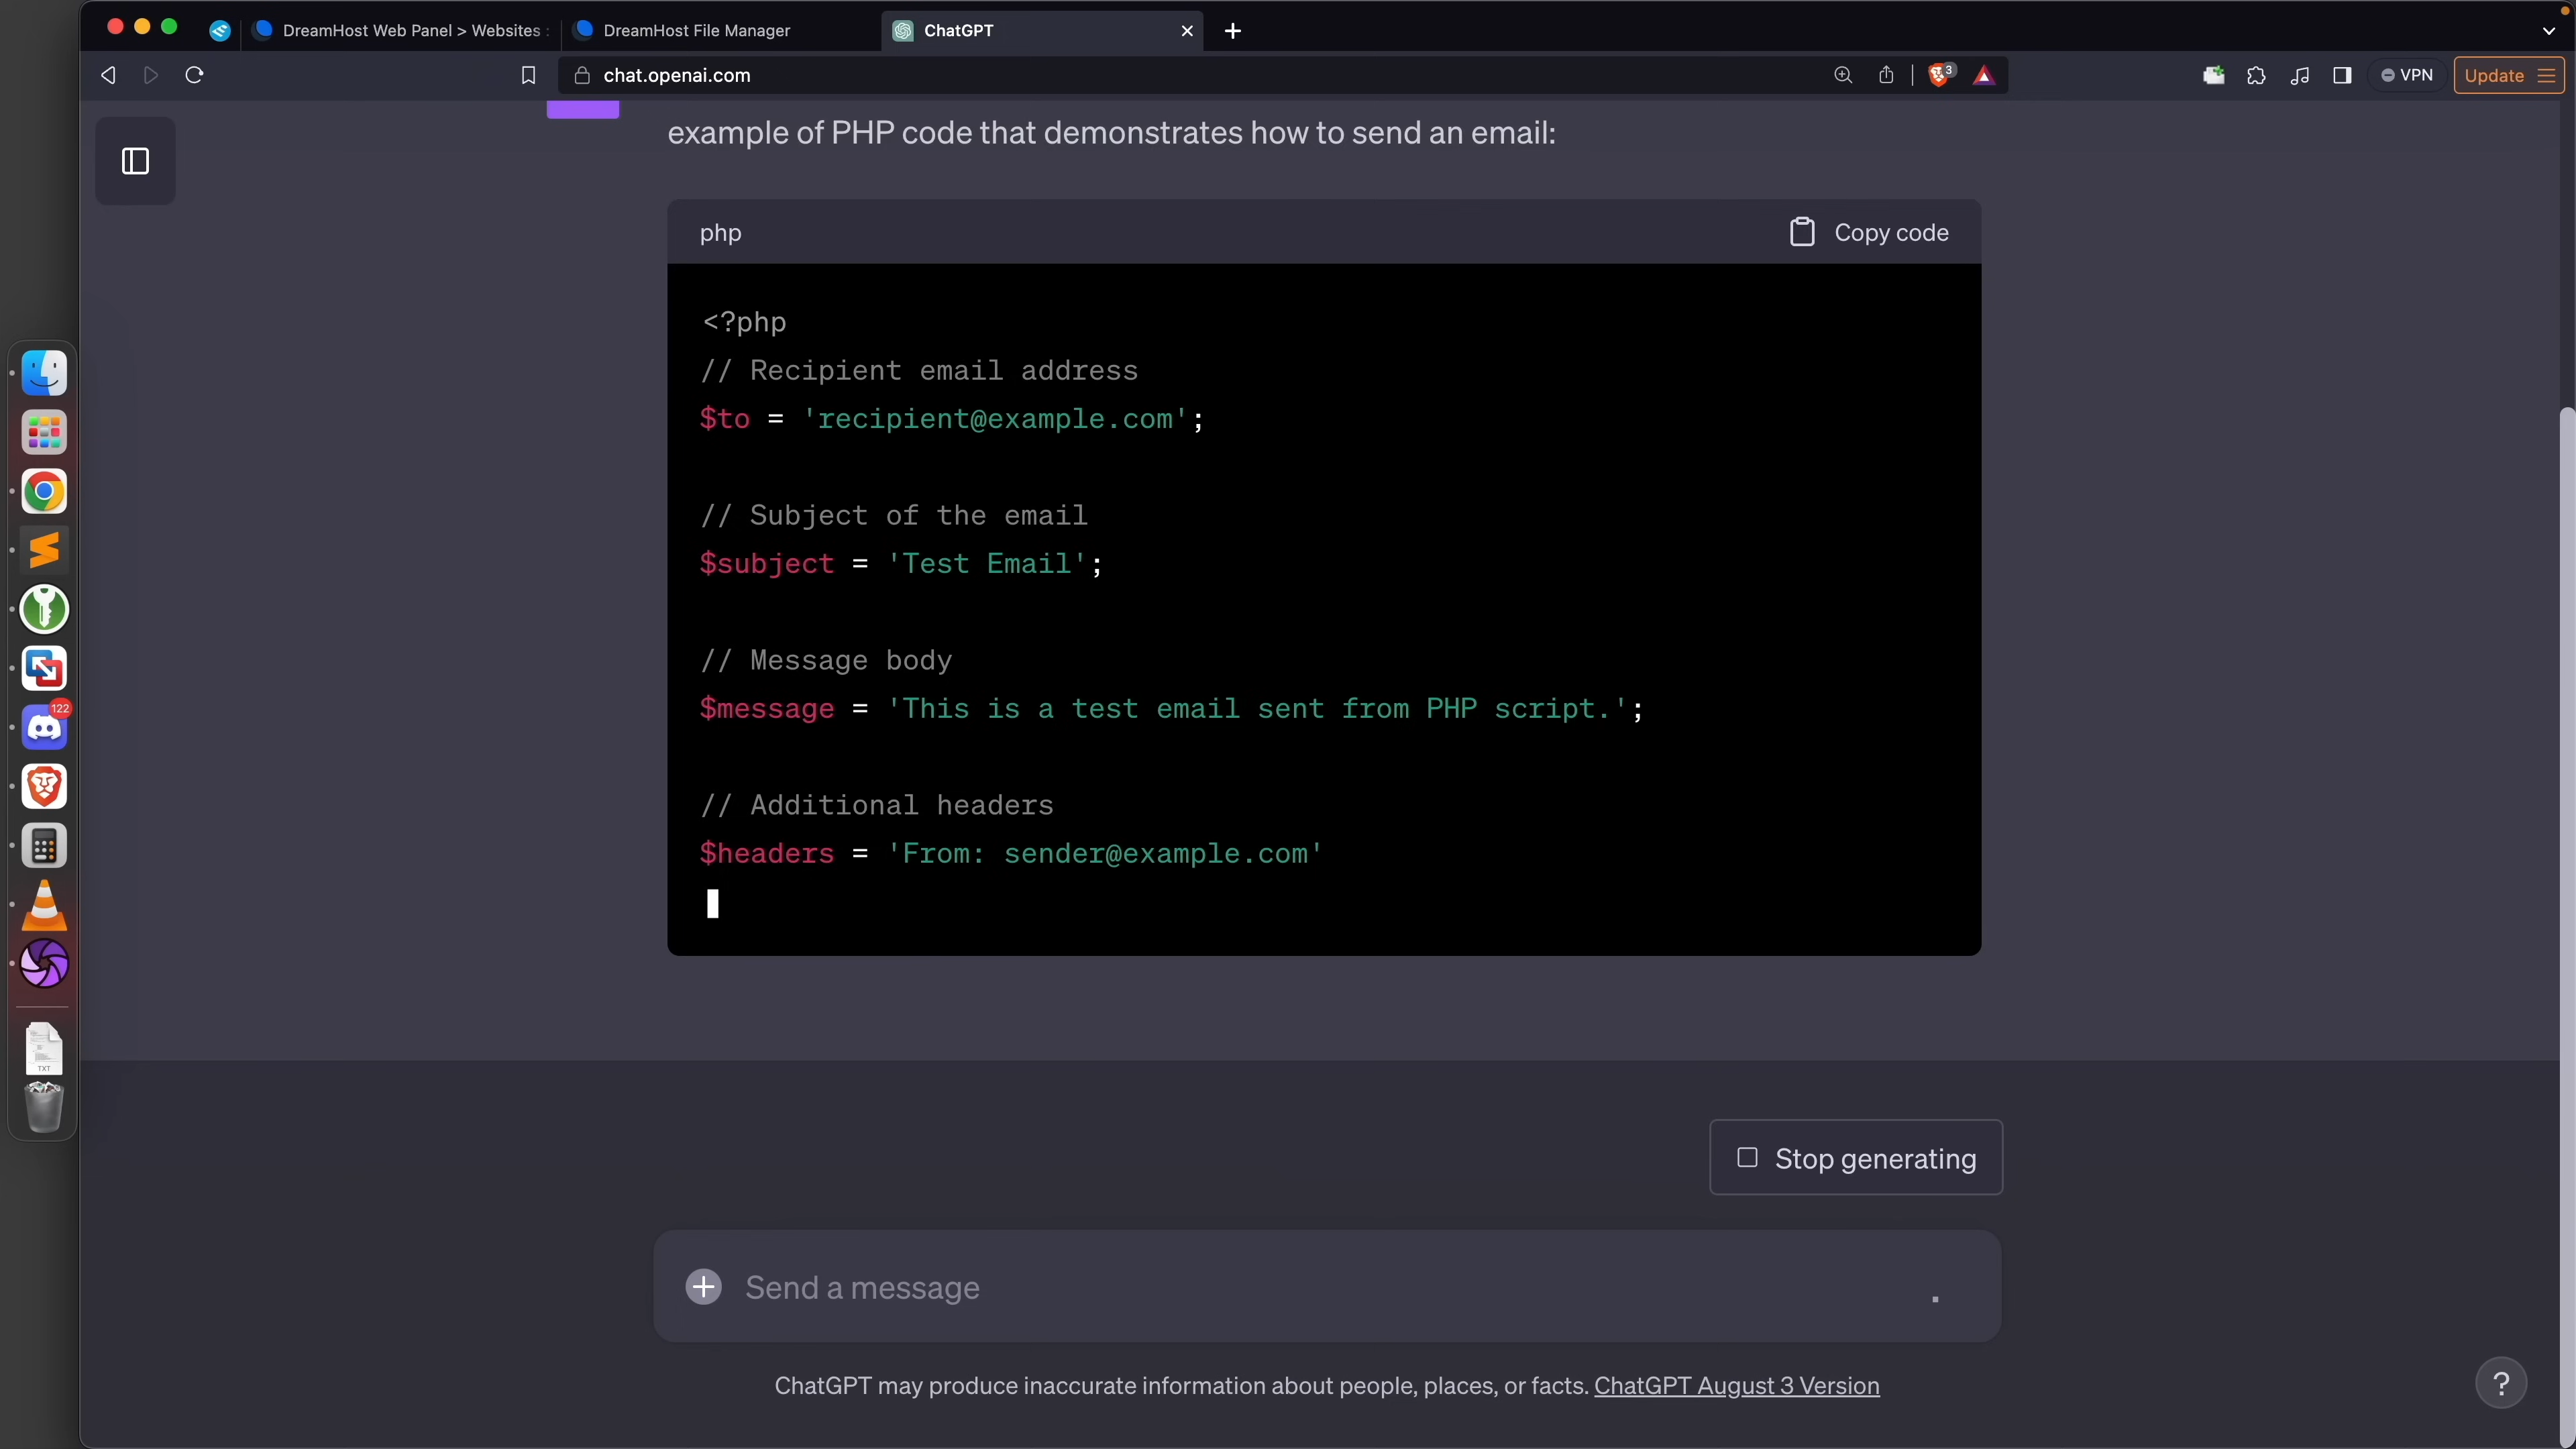 DreamHost Web Panel > Websites :
DreamHost File Manager
ChatGPT
chat.openai.com
3
VPN
Update
example of PHP code that demonstrates how to send an email:
php
Copy code
<?php
// Recipient email address
$to = 'recipient@example.com';
// Subject of the email
$subject = 'Test Email';
// Message body
$message = 'This is a test email sent from PHP script.';
// Additional headers
$headers = 'From: sender@example.com'
122
TXT
Stop generating
Send a message
ChatGPT may produce inaccurate information about people, places, or facts. ChatGPT August 3 Version
?